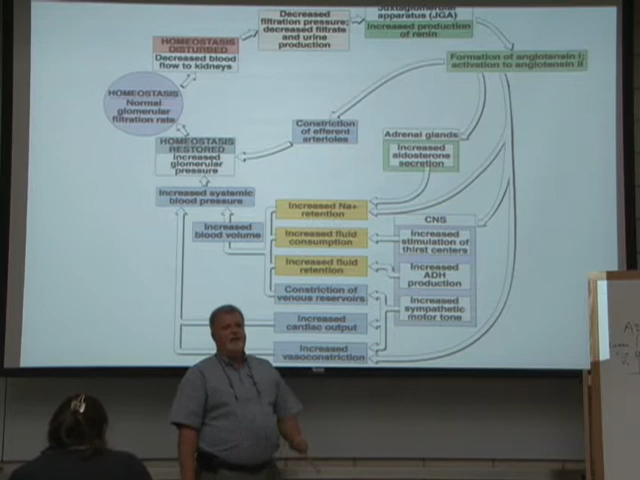 Decreased
filtration pressure;
decreased filtrate
and urine
production
Juxtaglomerular
apparatus (JGA)
Increased production
of renin
HOMEOSTASIS
DISTURBED
Decreased blood
flow to kidneys
Formation of angiotensin I;
activation to angiotensin II
HOMEOSTASIS
Normal
glomerular
filtration rate
Constriction
of efferent
arterioles
Adrenal glands
Increased
aldosterone
secretion
HOMEOSTASIS
RESTORED
Increased
glomerular
pressure
Increased systemic
blood pressure
Increased
blood volume
Increased Na+
retention
Increased fluid
consumption
Increased fluid
retention
Constriction of
venous reservoirs
Increased
cardiac output
Increased
vasoconstriction
CNS
Increased
stimulation of
thirst centers
Increased
ADH
production
Increased
sympathetic
motor tone